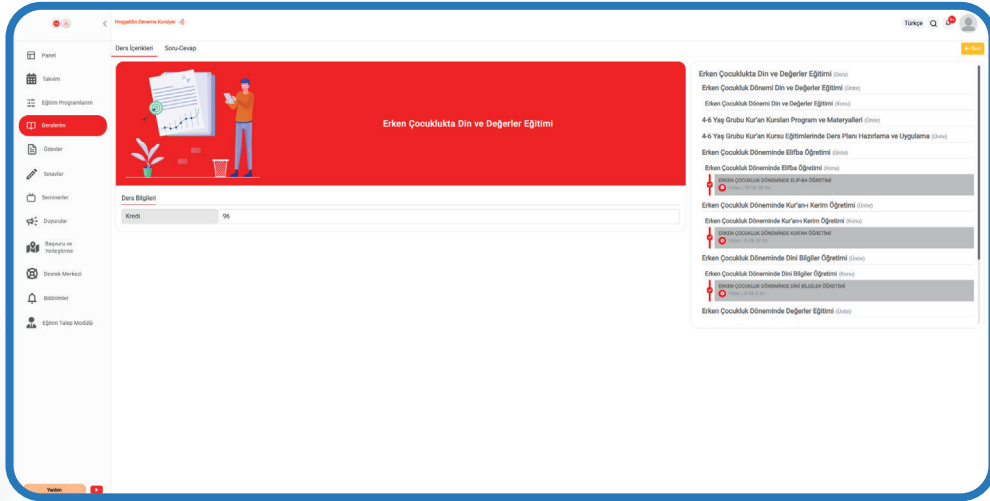 Hoşgeldin Deneme Kursiyer
Türkçe
Panel
Takvim
Eğitim Programlarım
Derslerim
Ödevler
Sınavlar
Seminerler
Duyurular
Başvuru ve
Yerleştirme
Destek Merkezi
Bildirimler
Eğitim Talep Modülü
Yardım
Ders İçerikleri Soru-Cevap
Geri
Erken Çocuklukta Din ve Değerler Eğitimi
Ders Bilgileri
Kredi 96
Erken Çocuklukta Din ve Değerler Eğitimi (Ders)
Erken Çocukluk Dönemi Din ve Değerler Eğitimi (Ünite)
Erken Çocukluk Dönemi Din ve Değerler Eğitimi (Konu)
4-6 Yaş Grubu Kur'an Kursları Program ve Materyalleri (Ünite)
4-6 Yaş Grubu Kur'an Kursu Eğitimlerinde Ders Planı Hazırlama ve Uygulama (Ünite)
Erken Çocukluk Döneminde Elifba Öğretimi (Ünite)
Erken Çocukluk Döneminde Elifba Öğretimi (Konu)
ERKEN ÇOCUKLUK DÖNEMİNDE ELİF-BA ÖĞRETİMİ
Video
Erken Çocukluk Döneminde Kur'an-ı Kerim Öğretimi (Ünite)
Erken Çocukluk Döneminde Kur'an-ı Kerim Öğretimi (Konu)
ERKEN ÇOCUKLUK DÖNEMİNDE KUR'AN ÖĞRETİMİ
Video
Erken Çocukluk Döneminde Dini Bilgiler Öğretimi (Ünite)
Erken Çocukluk Döneminde Dini Bilgiler Öğretimi (Konu)
ERKEN ÇOCUKLUK DÖNEMİNDE DİNİ BİLGİLER ÖĞRETİMİ
Video
Erken Çocukluk Döneminde Değerler Eğitimi (Ünite)